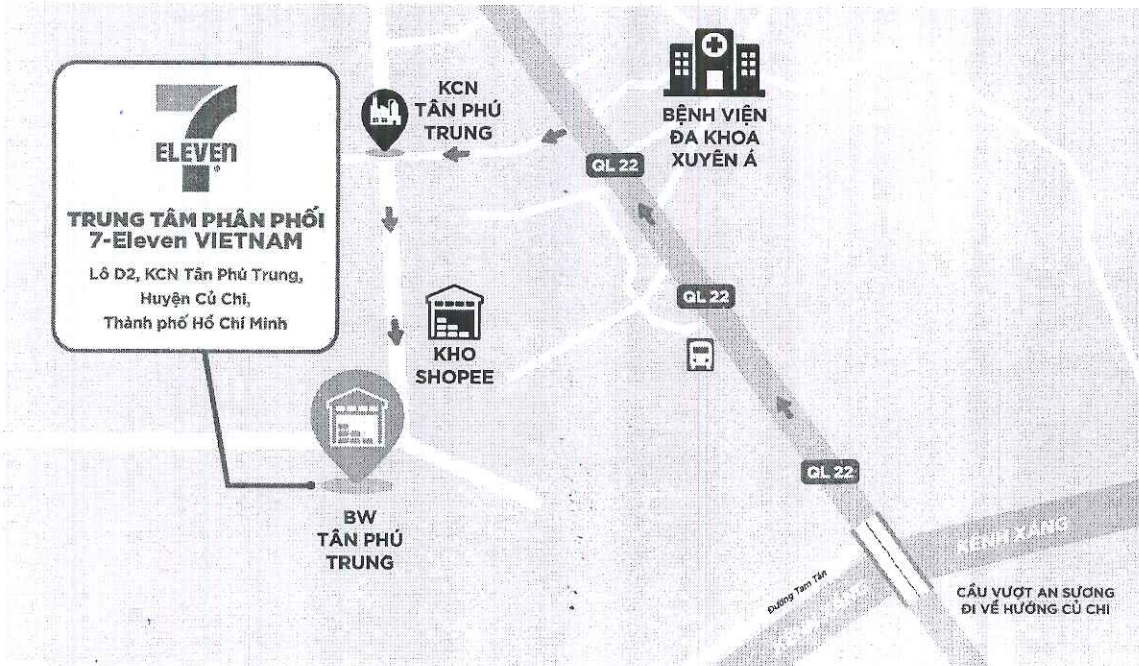 7
ELEVEN
®
TRUNG TÂM PHÂN PHỐI
7-Eleven VIETNAM
Lô D2, KCN Tân Phú Trung,
Huyện Củ Chi,
Thành phố Hồ Chí Minh
KCN
TÂN PHÚ
TRUNG
BỆNH VIỆN
ĐA KHOA
XUYÊN Á
QL 22
QL 22
KHO
SHOPEE
QL 22
BW
TÂN PHÚ
TRUNG
KÊNH XÁNG
Đường Tam Tân
CẦU VƯỢT AN SƯƠNG
ĐI VỀ HƯỚNG CỦ CHI